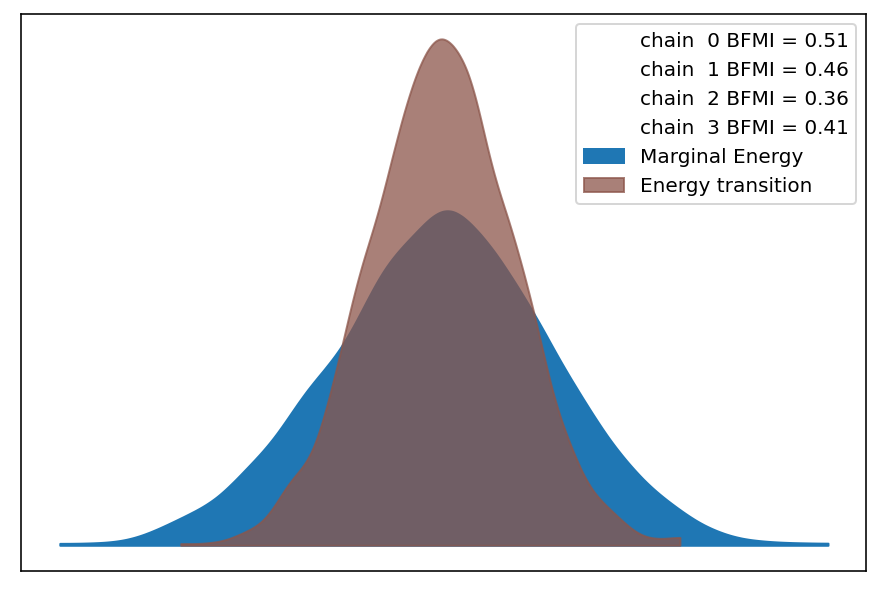 chain  0 BFMI = 0.51
chain  1 BFMI = 0.46
chain  2 BFMI = 0.36
chain  3 BFMI = 0.41
Marginal Energy
Energy transition